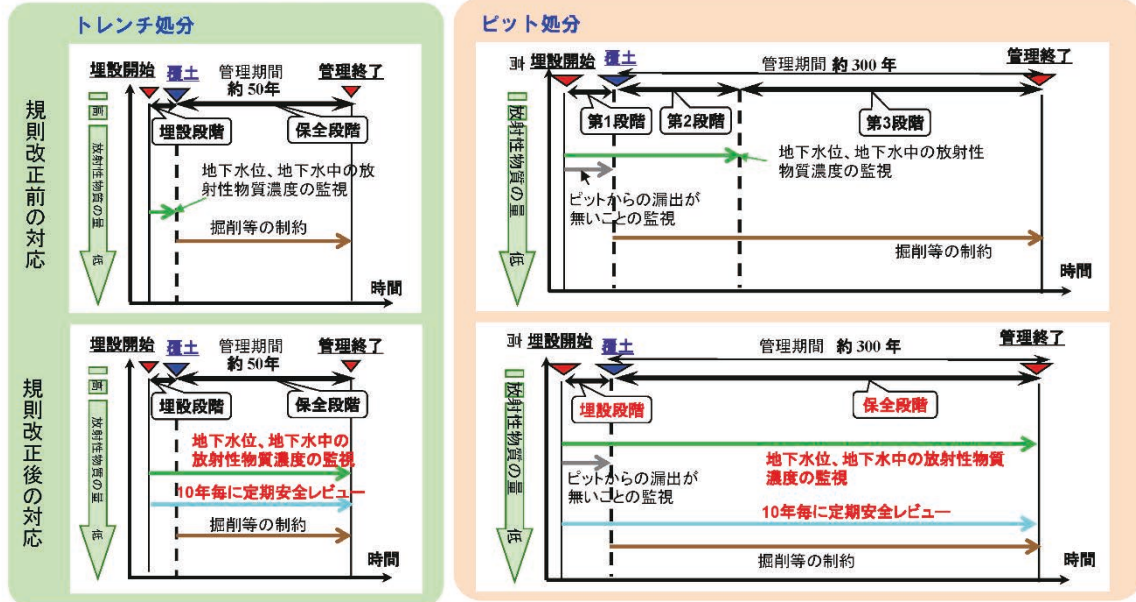 トレンチ処分
規則改正前の対応
埋設開始
覆土
管理期間
約50年
管理終了
高
放射性物質の量
低
埋設段階
保全段階
地下水位、地下水中の放
射性物質濃度の監視
掘削等の制約
時間
規則改正後の対応
埋設開始
覆土
管理期間
約50年
管理終了
高
放射性物質の量
低
埋設段階
保全段階
地下水位、地下水中の
放射性物質濃度の監視
10年毎に定期安全レビュー
掘削等の制約
時間
ピット処分
高
埋設開始
覆土
管理期間 約300年
管理終了
放射性物質の量
低
第1段階
第2段階
第3段階
地下水位、地下水中の放射性
物質濃度の監視
ピットからの漏出が
無いことの監視
掘削等の制約
時間
高
埋設開始
覆土
管理期間 約300年
管理終了
放射性物質の量
低
埋設段階
保全段階
地下水位、地下水中の放射性物質
濃度の監視
ピットからの漏出が
無いことの監視
10年毎に定期安全レビュー
掘削等の制約
時間